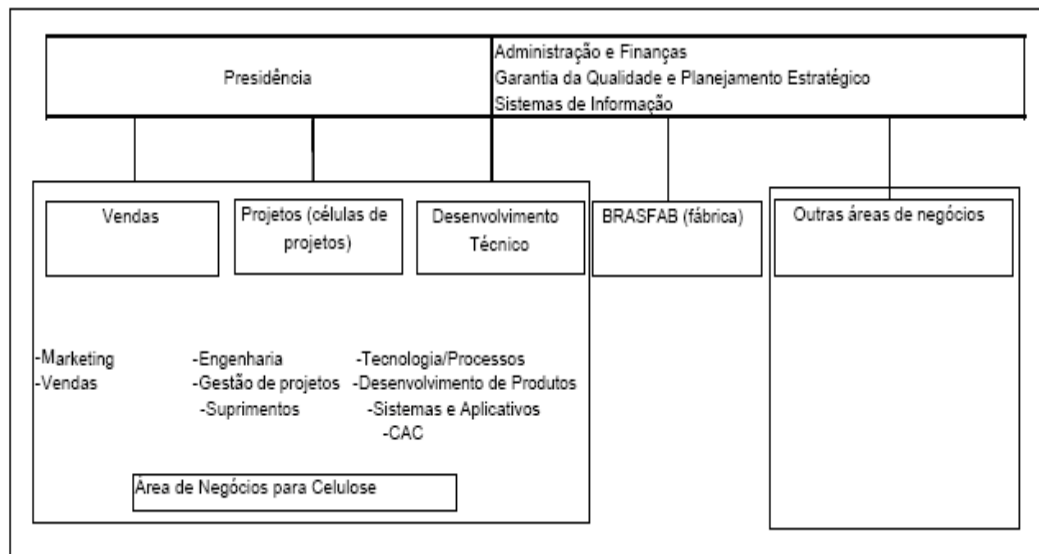 Presidência
Administração e Finanças
Garantia da Qualidade e Planejamento Estratégico
Sistemas de Informação
Vendas
Projetos (células de
projetos)
Desenvolvimento
Técnico
BRASFAB (fábrica)
Outras áreas de negócios
-Marketing
-Vendas
-Engenharia
-Gestão de projetos
-Suprimentos
-Tecnologia/Processos
-Desenvolvimento de Produtos
-Sistemas e Aplicativos
-CAC
Área de Negócios para Celulose